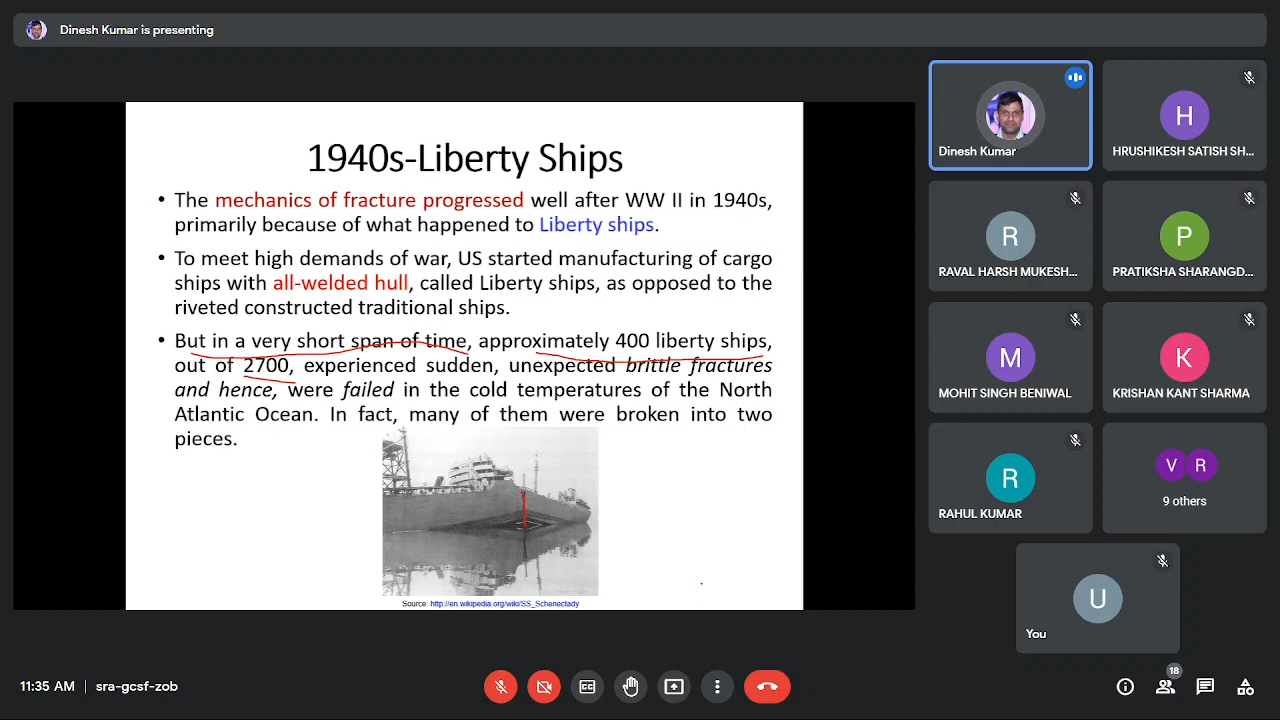 Dinesh Kumar is presenting
1940s-Liberty Ships
• The mechanics of fracture progressed well after WW II in 1940s,
primarily because of what happened to Liberty ships.
• To meet high demands of war, US started manufacturing of cargo
ships with all-welded hull, called Liberty ships, as opposed to the
riveted constructed traditional ships.
• But in a very short span of time, approximately 400 liberty ships,
out of 2700, experienced sudden, unexpected brittle fractures
and hence, were failed in the cold temperatures of the North
Atlantic Ocean. In fact, many of them were broken into two
pieces.
Source: http://en.wikipedia.org/wiki/SS_Schenectady
Dinesh Kumar
H
HRUSHIKESH SATISH SH...
R
RAVAL HARSH MUKESH...
P
PRATIKSHA SHARANGD...
M
MOHIT SINGH BENIWAL
K
KRISHAN KANT SHARMA
R
RAHUL KUMAR
V R
9 others
U
You
11:35 AM | sra-gcsf-zob
CC
18